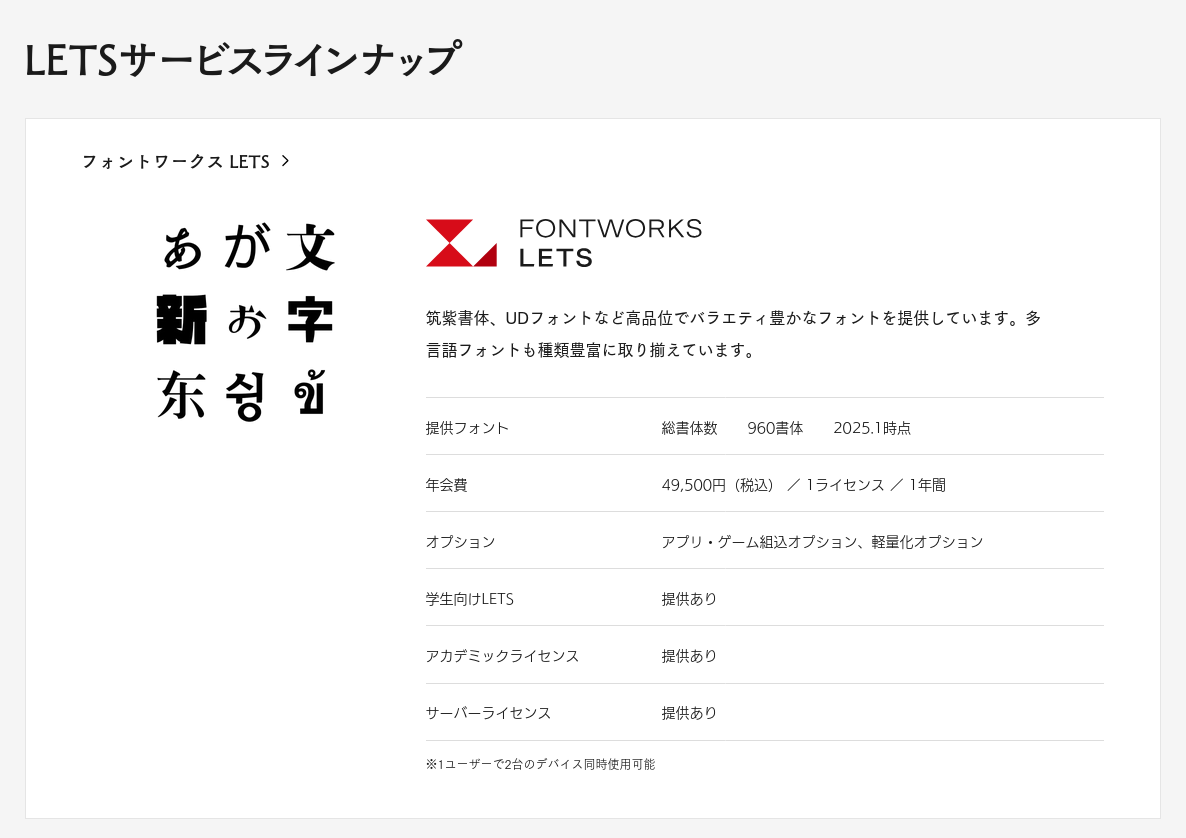 LETSサービスラインナップ
フォントワークス LETS
あ が 文
新 お 字
东 슁 ขั
FONTWORKS
LETS
筑紫書体、UDフォントなど高品位でバラエティ豊かなフォントを提供しています。多
言語フォントも種類豊富に取り揃えています。
提供フォント 総書体数 960書体 2025.1時点
年会費 49,500円（税込） ／ 1ライセンス ／ 1年間
オプション アプリ・ゲーム組込オプション、軽量化オプション
学生向けLETS 提供あり
アカデミックライセンス 提供あり
サーバーライセンス 提供あり
※1ユーザーで2台のデバイス同時使用可能